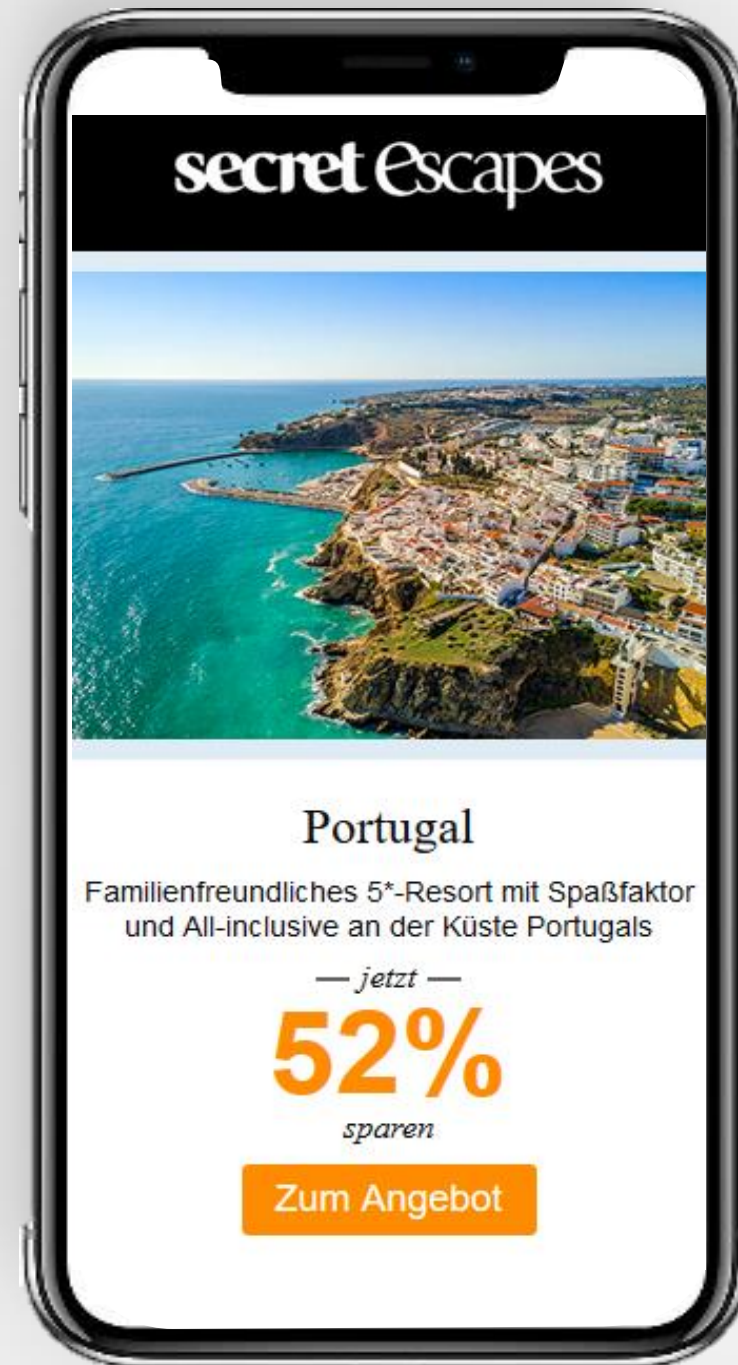 secret escapes
Portugal
Familienfreundliches 5*-Resort mit Spaßfaktor
und All-inclusive an der Küste Portugals
— jetzt —
52%
sparen
Zum Angebot